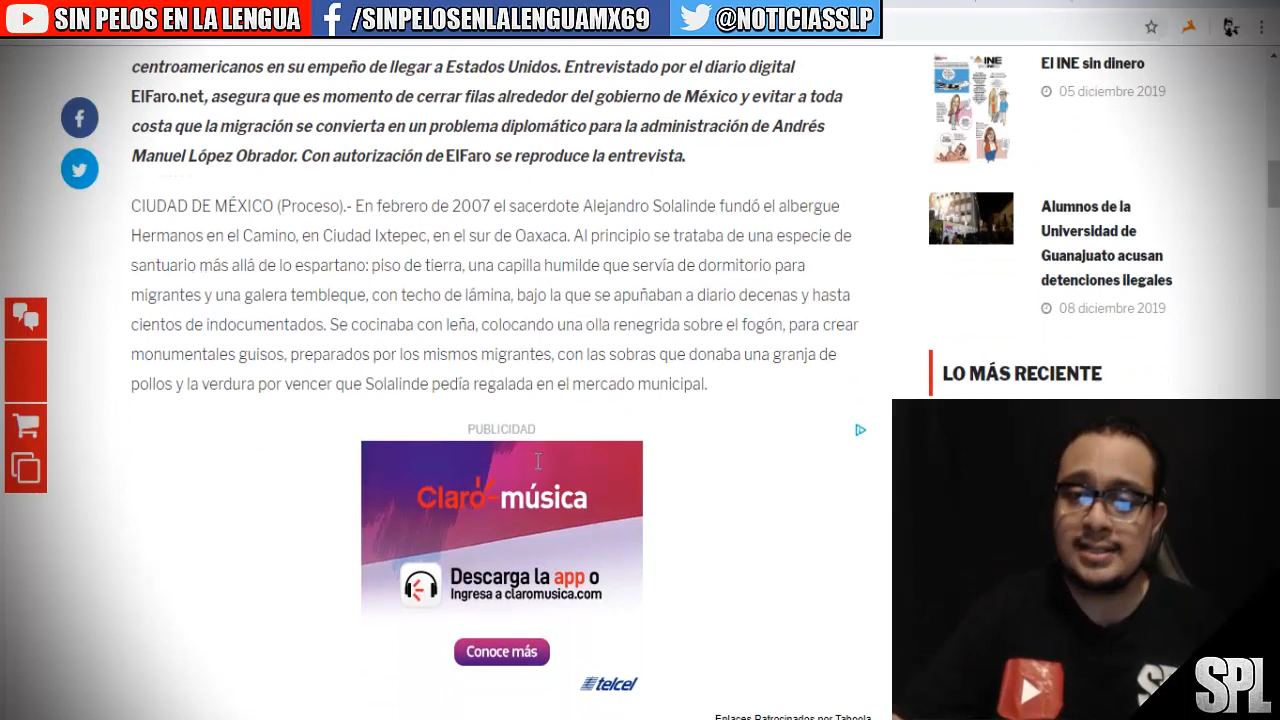 SIN PELOS EN LA LENGUA
/SINPELOSENLALENGUAMX69
@NOTICIASSLP
centroamericanos en su empeño de llegar a Estados Unidos. Entrevistado por el diario digital
ElFaro.net, asegura que es momento de cerrar filas alrededor del gobierno de México y evitar a toda
costa que la migración se convierta en un problema diplomático para la administración de Andrés
Manuel López Obrador. Con autorización de ElFaro se reproduce la entrevista.
CIUDAD DE MÉXICO (Proceso).- En febrero de 2007 el sacerdote Alejandro Solalinde fundó el albergue
Hermanos en el Camino, en Ciudad Ixtepec, en el sur de Oaxaca. Al principio se trataba de una especie de
santuario más allá de lo espartano: piso de tierra, una capilla humilde que servía de dormitorio para
migrantes y una galera tembleque, con techo de lámina, bajo la que se apuñaban a diario decenas y hasta
cientos de indocumentados. Se cocinaba con leña, colocando una olla renegrida sobre el fogón, para crear
monumentales guisos, preparados por los mismos migrantes, con las sobras que donaba una granja de
pollos y la verdura por vencer que Solalinde pedía regalada en el mercado municipal.
PUBLICIDAD
Claro música
Descarga la app o
Ingresa a claromusica.com
Conoce más
telcel
Enlaces Patrocinados por Taboola
INE
El INE sin dinero
05 diciembre 2019
Alumnos de la
Universidad de
Guanajuato acusan
detenciones ilegales
08 diciembre 2019
LO MÁS RECIENTE
SPL